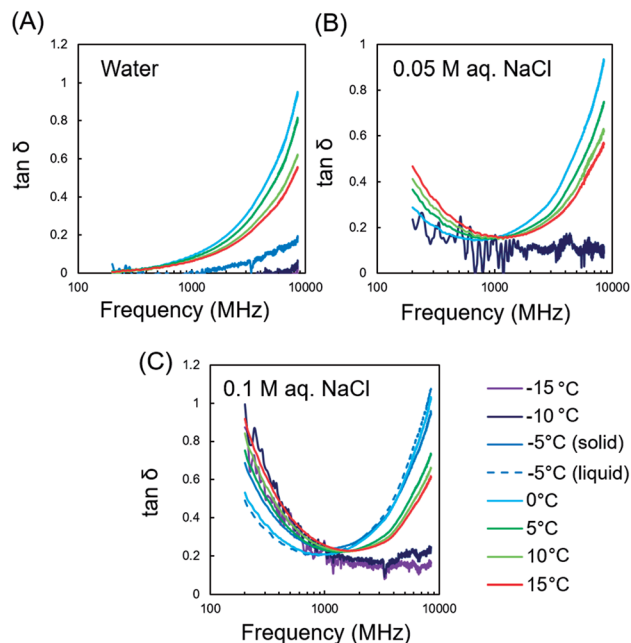 (A)
Water
1.2
1
0.8
0.6
0.4
0.2
0
tan δ
100
1000
10000
Frequency (MHz)
(B)
0.05 M aq. NaCl
1
0.8
0.6
0.4
0.2
0
tan δ
100
1000
10000
Frequency (MHz)
(C)
0.1 M aq. NaCl
1.2
1
0.8
0.6
0.4
0.2
0
tan δ
100
1000
10000
Frequency (MHz)
-15 °C
-10 °C
-5°C (solid)
-5°C (liquid)
0°C
5°C
10°C
15°C